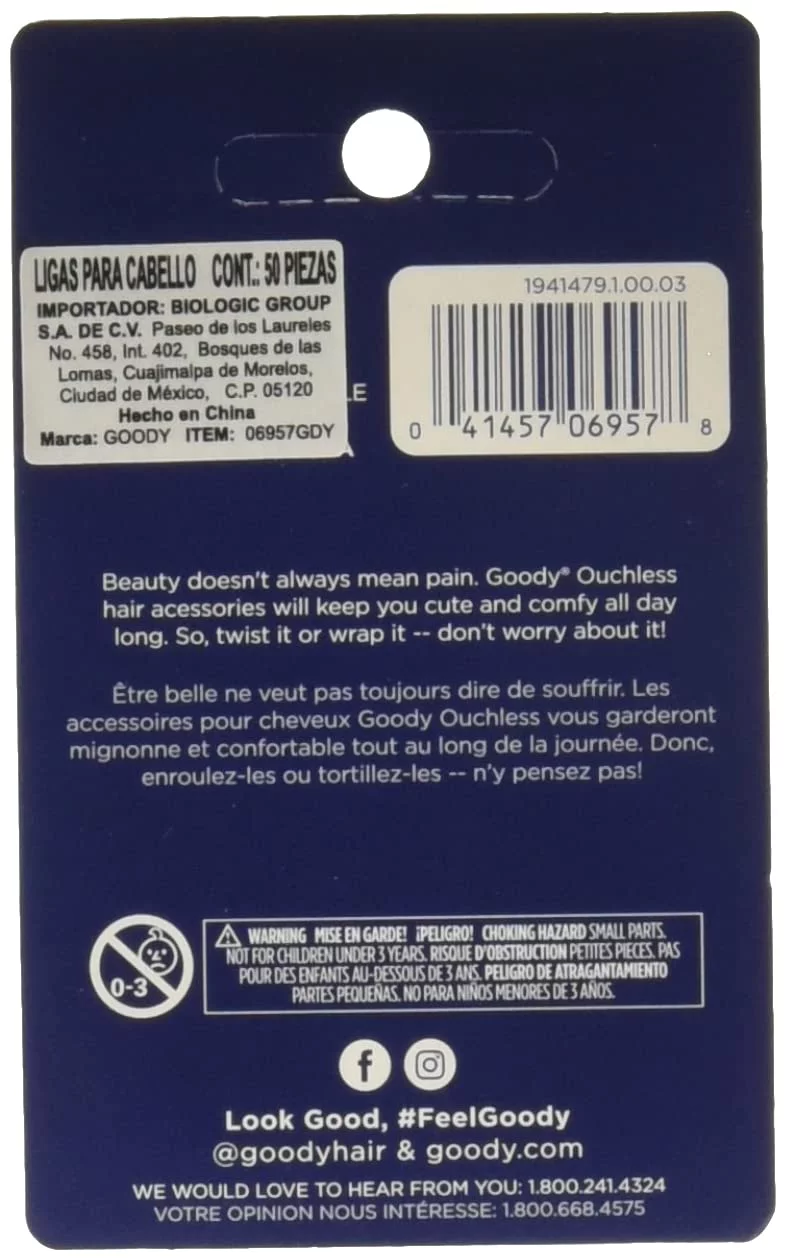 LIGAS PARA CABELLO CONT.: 50 PIEZAS
IMPORTADOR: BIOLOGIC GROUP
S.A. DE C.V. Paseo de los Laureles
No. 458, Int. 402, Bosques de las
Lomas, Cuajimalpa de Morelos,
Ciudad de México, C.P. 05120
Hecho en China
Marca: GOODY ITEM: 06957GDY
LE
A
1941479.1.00.03
0 41457 06957 8
Beauty doesn't always mean pain. Goody® Ouchless
hair acessories will keep you cute and comfy all day
long. So, twist it or wrap it -- don't worry about it!
Être belle ne veut pas toujours dire de souffrir. Les
accessoires pour cheveux Goody Ouchless vous garderont
mignonne et confortable tout au long de la journée. Donc,
enroulez-les ou tortillez-les -- n'y pensez pas!
0-3
WARNING MISE EN GARDE! ¡PELIGRO! CHOKING HAZARD SMALL PARTS.
NOT FOR CHILDREN UNDER 3 YEARS. RISQUE D'OBSTRUCTION PETITES PIECES. PAS
POUR DES ENFANTS AU-DESSOUS DE 3 ANS. PELIGRO DE ATRAGANTAMIENTO
PARTES PEQUEÑAS. NO PARA NIÑOS MENORES DE 3 AÑOS.
Look Good, #FeelGoody
@goodyhair & goody.com
WE WOULD LOVE TO HEAR FROM YOU: 1.800.241.4324
VOTRE OPINION NOUS INTÉRESSE: 1.800.668.4575